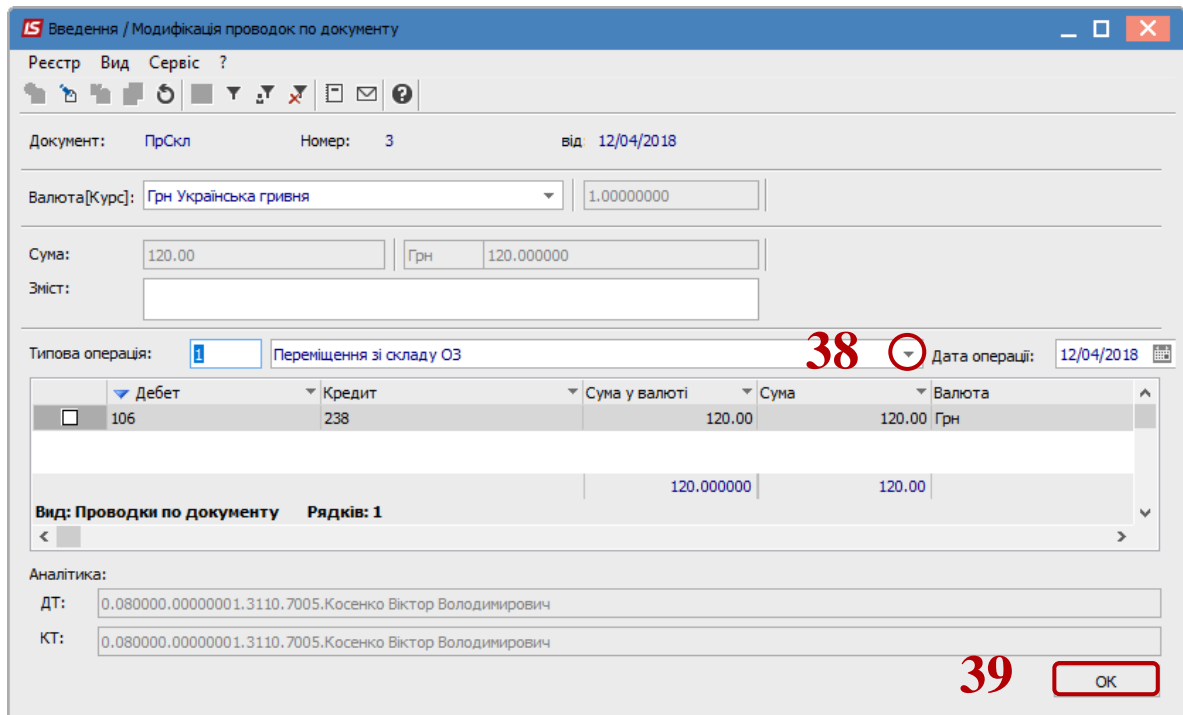 IS Введення / Модифікація проводок по документу
Реєстр Вид Сервіс ?
Документ: ПрСкл Номер: 3 від: 12/04/2018
Валюта[Курс]: Грн Українська гривня 1.00000000
Сума: 120.00 Грн 120.000000
Зміст:
Типова операція: 1 Переміщення зі складу ОЗ 38 Дата операції: 12/04/2018
Дебет Кредит Сума у валюті Сума Валюта
106 238 120.00 120.00 Грн
120.000000 120.00
Вид: Проводки по документу Рядків: 1
Аналітика:
ДТ: 0.080000.00000001.3110.7005.Косенко Віктор Володимирович
КТ: 0.080000.00000001.3110.7005.Косенко Віктор Володимирович
39 OK